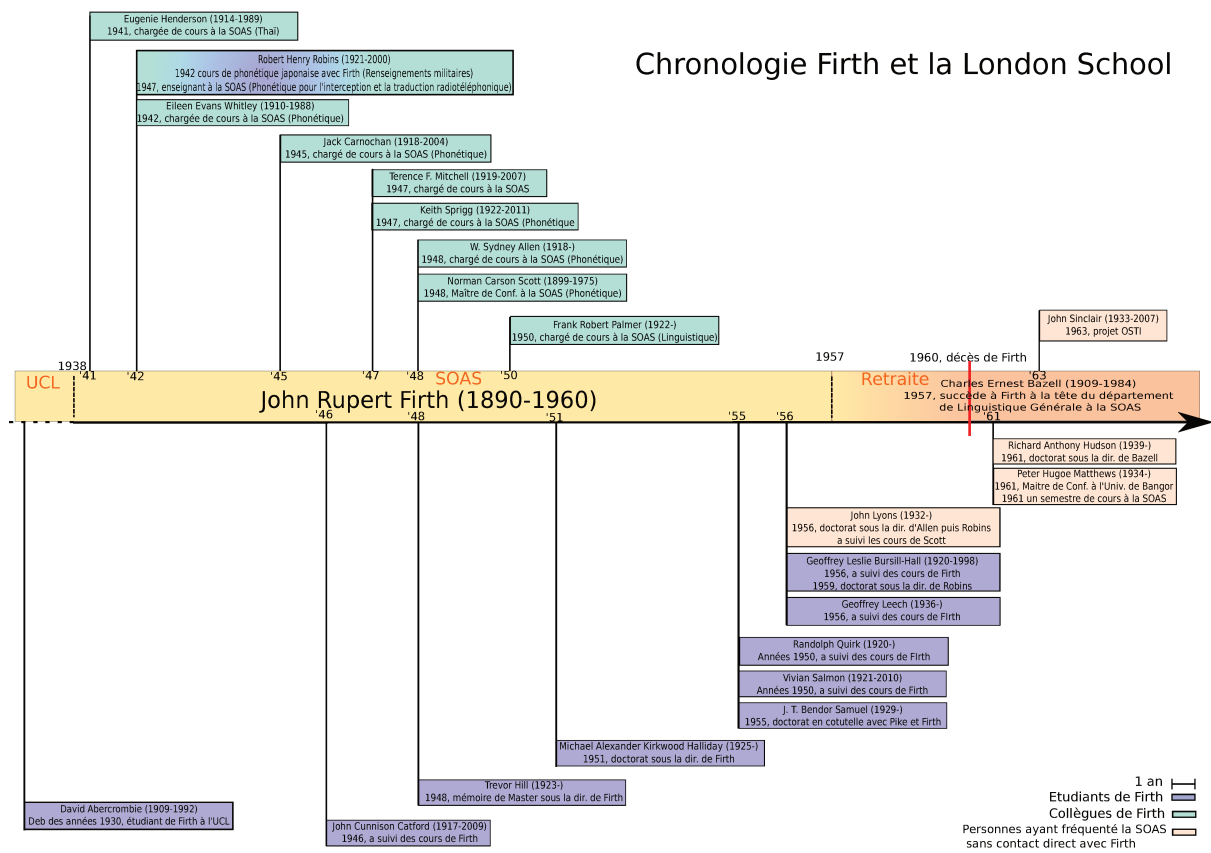 Chronologie Firth et la London School
Eugenie Henderson (1914-1989)
1941, chargée de cours à la SOAS (Thaï)
Robert Henry Robins (1921-2000)
1942 cours de phonétique japonaise avec Firth (Renseignements militaires)
1947, enseignant à la SOAS (Phonétique pour l'interception et la traduction radiotéléphonique)
Eileen Evans Whitley (1910-1988)
1942, chargée de cours à la SOAS (Phonétique)
Jack Carnochan (1918-2004)
1945, chargé de cours à la SOAS (Phonétique)
Terence F. Mitchell (1919-2007)
1947, chargé de cours à la SOAS
Keith Sprigg (1922-2011)
1947, chargé de cours à la SOAS (Phonétique
W. Sydney Allen (1918-)
1948, chargé de cours à la SOAS (Phonétique)
Norman Carson Scott (1899-1975)
1948, Maître de Conf. à la SOAS (Phonétique)
Frank Robert Palmer (1922-)
1950, chargé de cours à la SOAS (Linguistique)
John Sinclair (1933-2007)
1963, projet OSTI
1938
1957
1960, décès de Firth
'41
'42
'45
'47
'48
'50
'63
UCL
SOAS
Retraite
John Rupert Firth (1890-1960)
Charles Ernest Bazell (1909-1984)
1957, succède à Firth à la tête du département
de Linguistique Générale à la SOAS
'46
'48
'51
'55
'56
'61
Richard Anthony Hudson (1939-)
1961, doctorat sous la dir. de Bazell
Peter Hugoe Matthews (1934-)
1961, Maitre de Conf. à l'Univ. de Bangor
1961 un semestre de cours à la SOAS
John Lyons (1932-)
1956, doctorat sous la dir. d'Allen puis Robins
a suivi les cours de Scott
Geoffrey Leslie Bursill-Hall (1920-1998)
1956, a suivi des cours de Firth
1959, doctorat sous la dir. de Robins
Geoffrey Leech (1936-)
1956, a suivi des cours de FIrth
Randolph Quirk (1920-)
Années 1950, a suivi des cours de FIrth
Vivian Salmon (1921-2010)
Années 1950, a suivi des cours de Firth
J. T. Bendor Samuel (1929-)
1955, doctorat en cotutelle avec Pike et Firth
Michael Alexander Kirkwood Halliday (1925-)
1951, doctorat sous la dir. de Firth
Trevor Hill (1923-)
1948, mémoire de Master sous la dir. de Firth
David Abercrombie (1909-1992)
Deb des années 1930, étudiant de Firth à l'UCL
John Cunnison Catford (1917-2009)
1946, a suivi des cours de Firth
1 an
Etudiants de Firth
Collègues de Firth
Personnes ayant fréquenté la SOAS
sans contact direct avec Firth